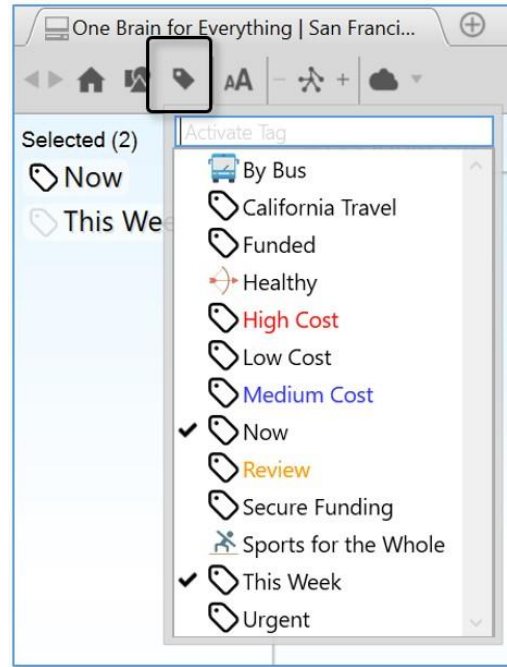 One Brain for Everything | San Franci...
AA
Selected (2)
Activate Tag
Now
This Wee
By Bus
California Travel
Funded
Healthy
High Cost
Low Cost
Medium Cost
Now
Review
Secure Funding
Sports for the Whole
This Week
Urgent